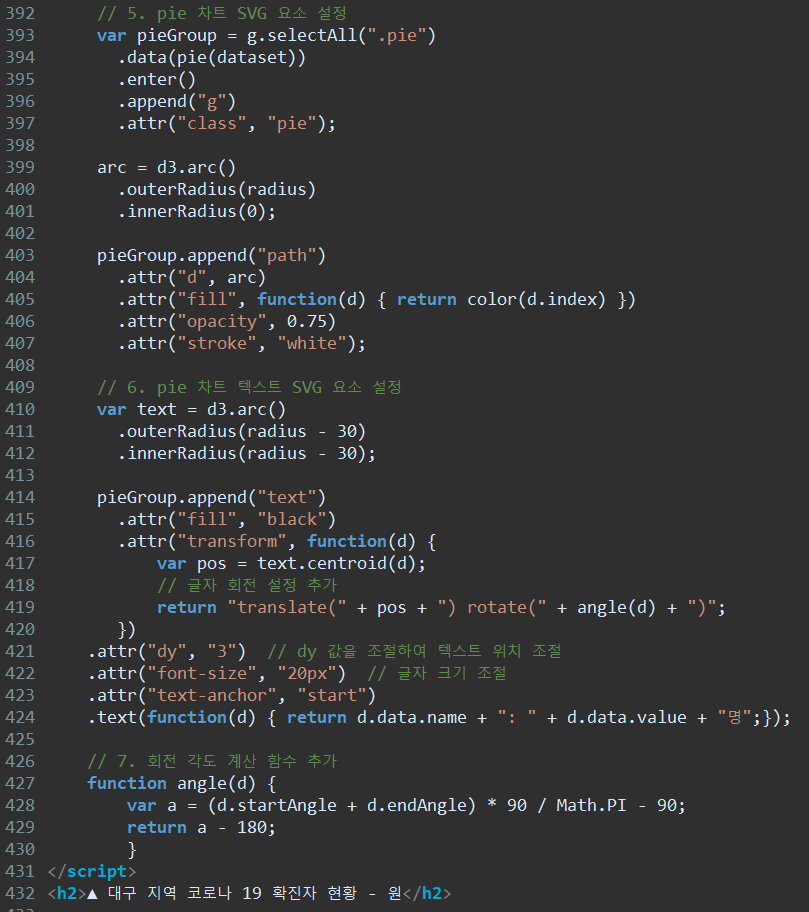 392 // 5. pie 차트 SVG 요소 설정
393 var pieGroup = g.selectAll(".pie")
394 .data(pie(dataset))
395 .enter()
396 .append("g")
397 .attr("class", "pie");
398
399 arc = d3.arc()
400 .outerRadius(radius)
401 .innerRadius(0);
402
403 pieGroup.append("path")
404 .attr("d", arc)
405 .attr("fill", function(d) { return color(d.index) })
406 .attr("opacity", 0.75)
407 .attr("stroke", "white");
408
409 // 6. pie 차트 텍스트 SVG 요소 설정
410 var text = d3.arc()
411 .outerRadius(radius - 30)
412 .innerRadius(radius - 30);
413
414 pieGroup.append("text")
415 .attr("fill", "black")
416 .attr("transform", function(d) {
417 var pos = text.centroid(d);
418 // 글자 회전 설정 추가
419 return "translate(" + pos + ") rotate(" + angle(d) + ")";
420 })
421 .attr("dy", "3") // dy 값을 조절하여 텍스트 위치 조절
422 .attr("font-size", "20px") // 글자 크기 조절
423 .attr("text-anchor", "start")
424 .text(function(d) { return d.data.name + ": " + d.data.value + "명";});
425
426 // 7. 회전 각도 계산 함수 추가
427 function angle(d) {
428 var a = (d.startAngle + d.endAngle) * 90 / Math.PI - 90;
429 return a - 180;
430 }
431 </script>
432 <h2>▲ 대구 지역 코로나 19 확진자 현황 - 원</h2>